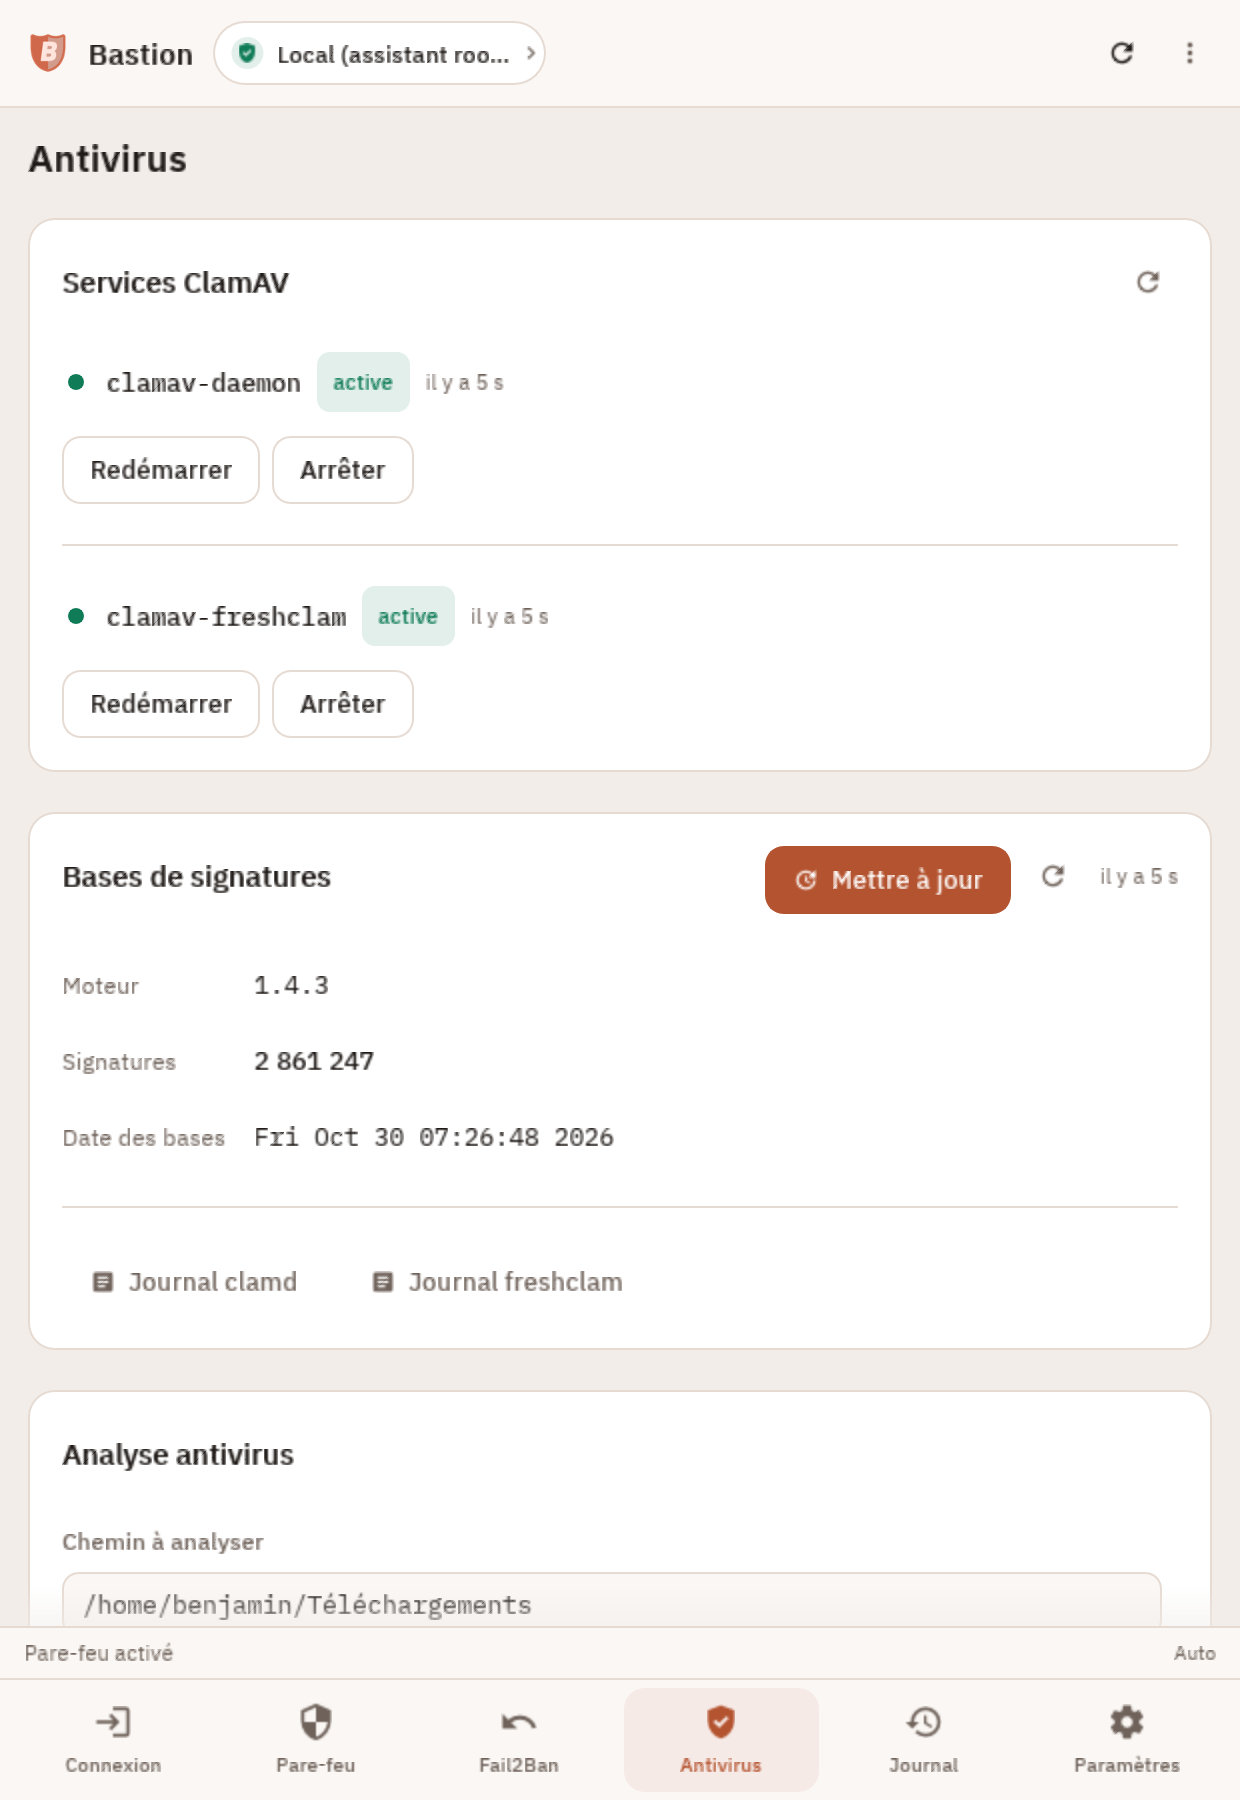 Bastion
Local (assistant roo...
Antivirus
Services ClamAV
clamav-daemon active il y a 5 s
Redémarrer Arrêter
clamav-freshclam active il y a 5 s
Redémarrer Arrêter
Bases de signatures Mettre à jour il y a 5 s
Moteur 1.4.3
Signatures 2 861 247
Date des bases Fri Oct 30 07:26:48 2026
Journal clamd Journal freshclam
Analyse antivirus
Chemin à analyser
/home/benjamin/Téléchargements
Pare-feu activé Auto
Connexion Pare-feu Fail2Ban Antivirus Journal Paramètres